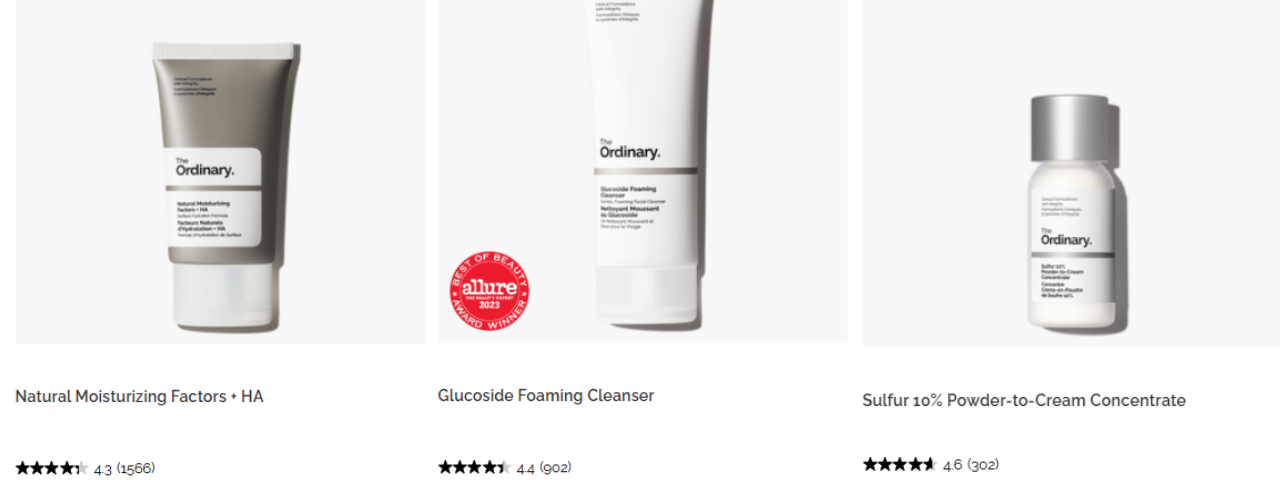 Clinical Formulations
with Integrity.
Formulations Cliniques
Empreintes d'Intégrité.
The
Ordinary.
Natural Moisturizing
Factors + HA
Surface Hydration Formula
Facteurs Naturels
d'Hydratation + HA
Formule d'Hydratation de Surface
Natural Moisturizing Factors + HA
4.3 (1566)
Clinical Formulations
with Integrity.
Formulations Cliniques
Empreintes d'Intégrité.
The
Ordinary.
Glucoside Foaming
Cleanser
Gentle, Foaming Facial Cleanser
Nettoyant Moussant
au Glucoside
Un Nettoyant Moussant et
Doux pour le Visage
BEST OF BEAUTY
allure
THE BEAUTY EXPERT
2023
AWARD WINNER
Glucoside Foaming Cleanser
4.4 (902)
Clinical Formulations
with Integrity.
Formulations Cliniques
Empreintes d'Intégrité.
The
Ordinary.
Sulfur 10%
Powder-to-Cream
Concentrate
Concentré
Crème-en-Poudre
de Soufre 10%
Sulfur 10% Powder-to-Cream Concentrate
4.6 (302)